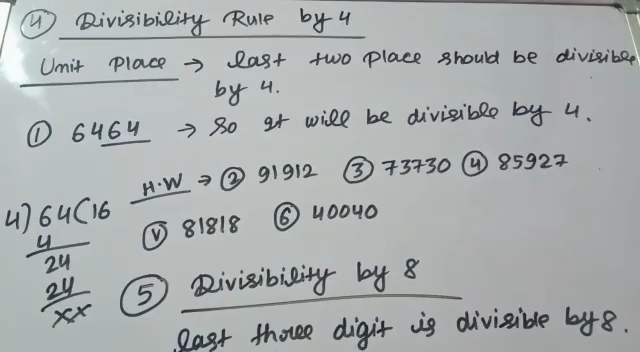 ④ Divisibility Rule by 4
Unit Place → last two place should be divisible
by 4.
① 6464 → So It will be divisible by 4.
H.W → ② 91912 ③ 73730 ④ 85927
4)64(16
4
24
24
××
Ⓥ 81818 ⑥ 40040
⑤ Divisibility by 8
last three digit is divisible by 8.